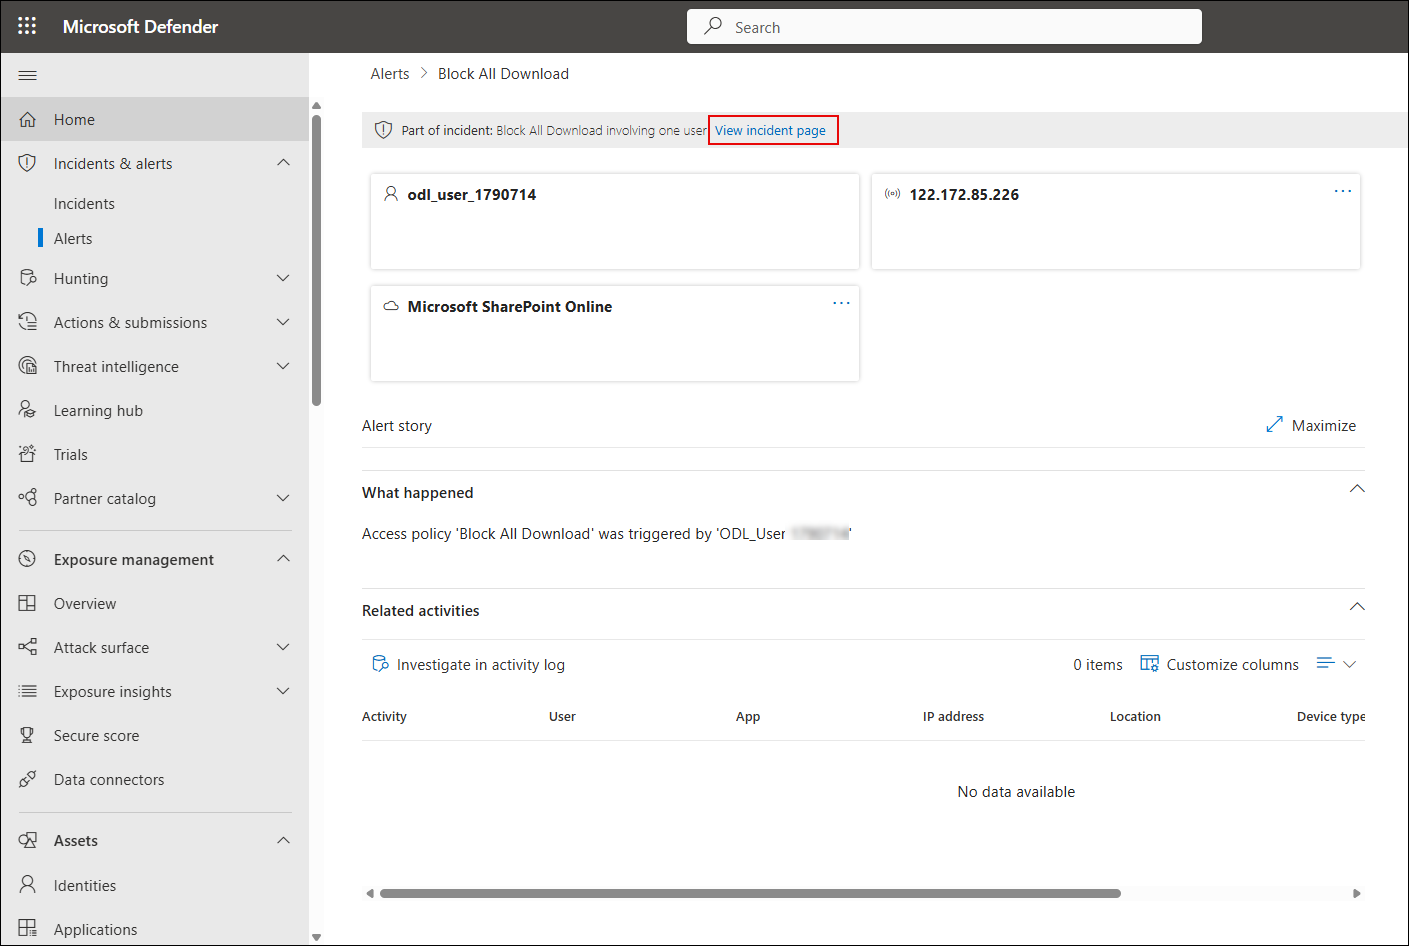 Microsoft Defender
Search
Home
Incidents & alerts
Incidents
Alerts
Hunting
Actions & submissions
Threat intelligence
Learning hub
Trials
Partner catalog
Exposure management
Overview
Attack surface
Exposure insights
Secure score
Data connectors
Assets
Identities
Applications
Alerts > Block All Download
Part of incident: Block All Download involving one user View incident page
odl_user_1790714
122.172.85.226
Microsoft SharePoint Online
Alert story
Maximize
What happened
Access policy 'Block All Download' was triggered by 'ODL_User '
Related activities
Investigate in activity log
0 items
Customize columns
Activity User App IP address Location Device type
No data available